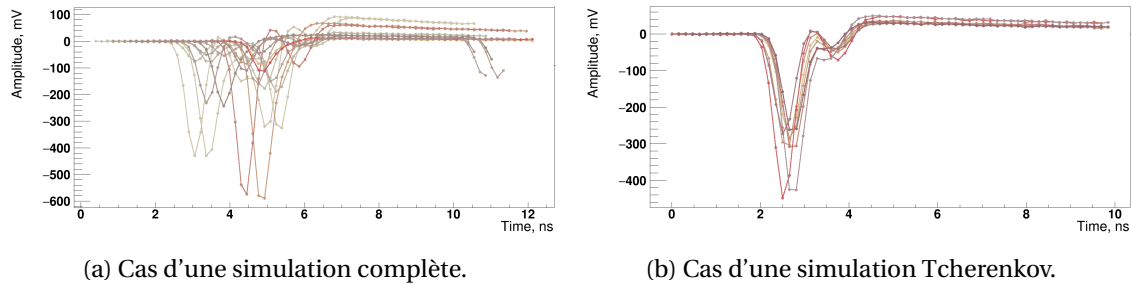 Amplitude, mV
100
0
−100
−200
−300
−400
−500
−600
0 2 4 6 8 10 12
Time, ns
(a) Cas d'une simulation complète.
Amplitude, mV
0
−100
−200
−300
−400
0 2 4 6 8 10
Time, ns
(b) Cas d'une simulation Tcherenkov.